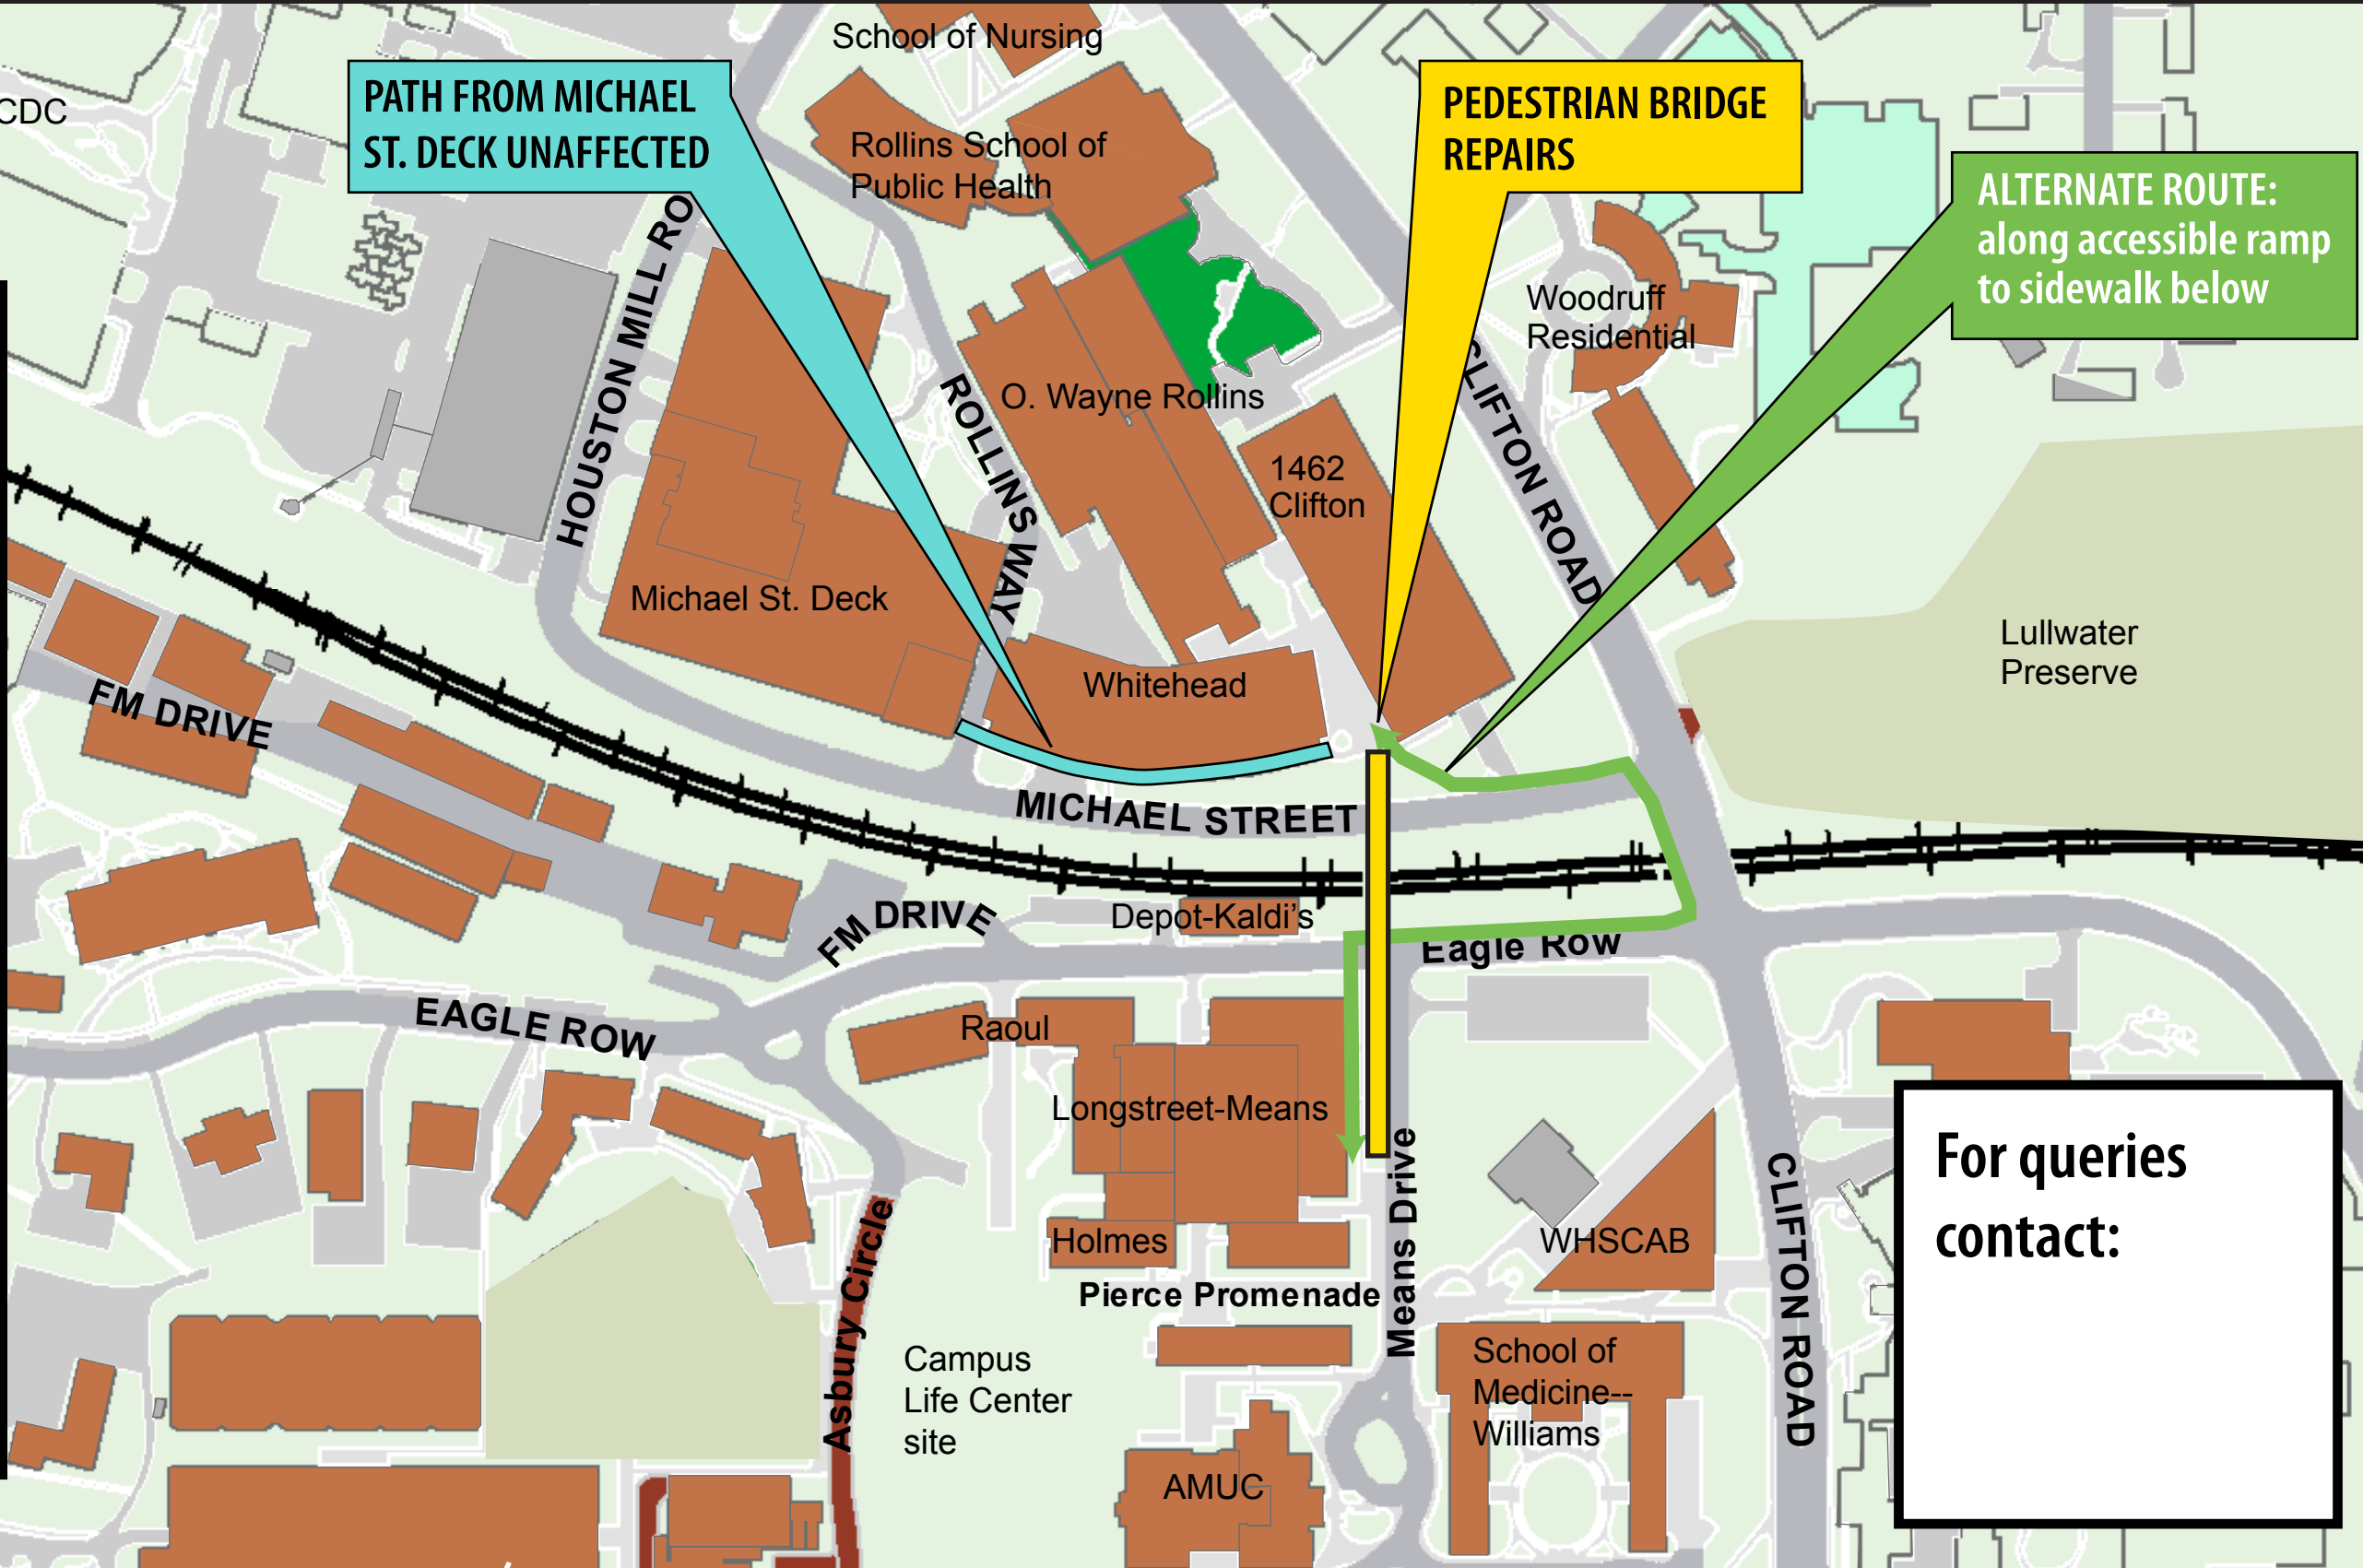 School of Nursing
CDC
PATH FROM MICHAEL
ST. DECK UNAFFECTED
PEDESTRIAN BRIDGE
REPAIRS
ALTERNATE ROUTE:
along accessible ramp
to sidewalk below
Rollins School of
Public Health
HOUSTON MILL RO
Woodruff
Residential
ROLLINS WAY
O. Wayne Rollins
CLIFTON ROAD
1462
Clifton
Michael St. Deck
Whitehead
Lullwater
Preserve
FM DRIVE
MICHAEL STREET
Depot-Kaldi's
FM DRIVE
Eagle Row
EAGLE ROW
Raoul
Longstreet-Means
Means Drive
Asbury Circle
Holmes
WHSCAB
CLIFTON ROAD
Pierce Promenade
Campus
Life Center
site
School of
Medicine--
Williams
AMUC
For queries
contact: